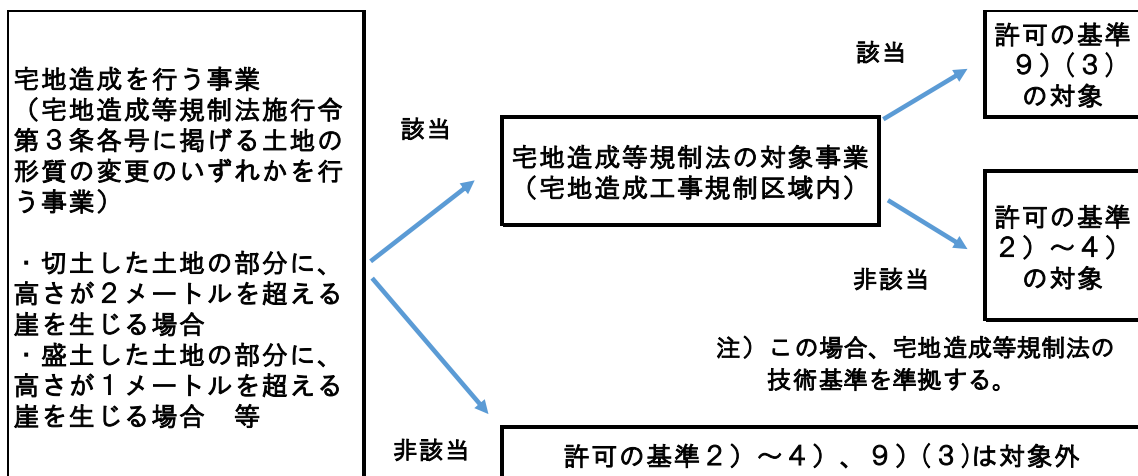 宅地造成を行う事業
（宅地造成等規制法施行令
第３条各号に掲げる土地の
形質の変更のいずれかを行
う事業）
・切土した土地の部分に、
高さが２メートルを超える
崖を生じる場合
・盛土した土地の部分に、
高さが１メートルを超える
崖を生じる場合　等
該当
宅地造成等規制法の対象事業
（宅地造成工事規制区域内）
該当
許可の基準
９）(３)
の対象
非該当
許可の基準
２）～４）
の対象
注）この場合、宅地造成等規制法の
技術基準を準拠する。
非該当
許可の基準２）～４）、９）(３)は対象外